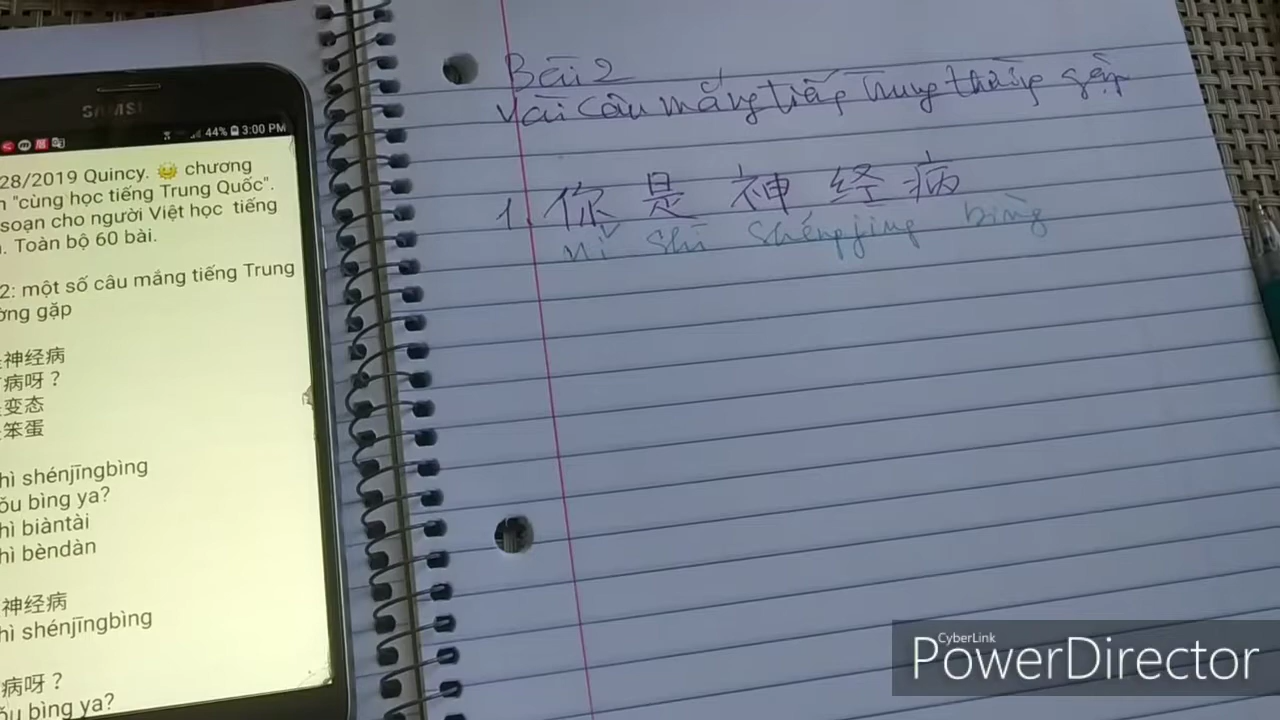 SAMSU
44% 3:00 PM
28/2019 Quincy. 🌞 chương
n "cùng học tiếng Trung Quốc".
soạn cho người Việt học tiếng
. Toàn bộ 60 bài.
2: một số câu mắng tiếng Trung
ờng gặp
神经病
病呀？
变态
笨蛋
hì shénjīngbìng
ǒu bìng ya?
hì biàntài
hì bèndàn
神经病
hì shénjīngbìng
病呀？
ǒu bìng ya?
Bài 2
Vài câu mắng tiếng Trung thường gặp
1. 你是神经病
nǐ shì shénjīng bìng
CyberLink
PowerDirector